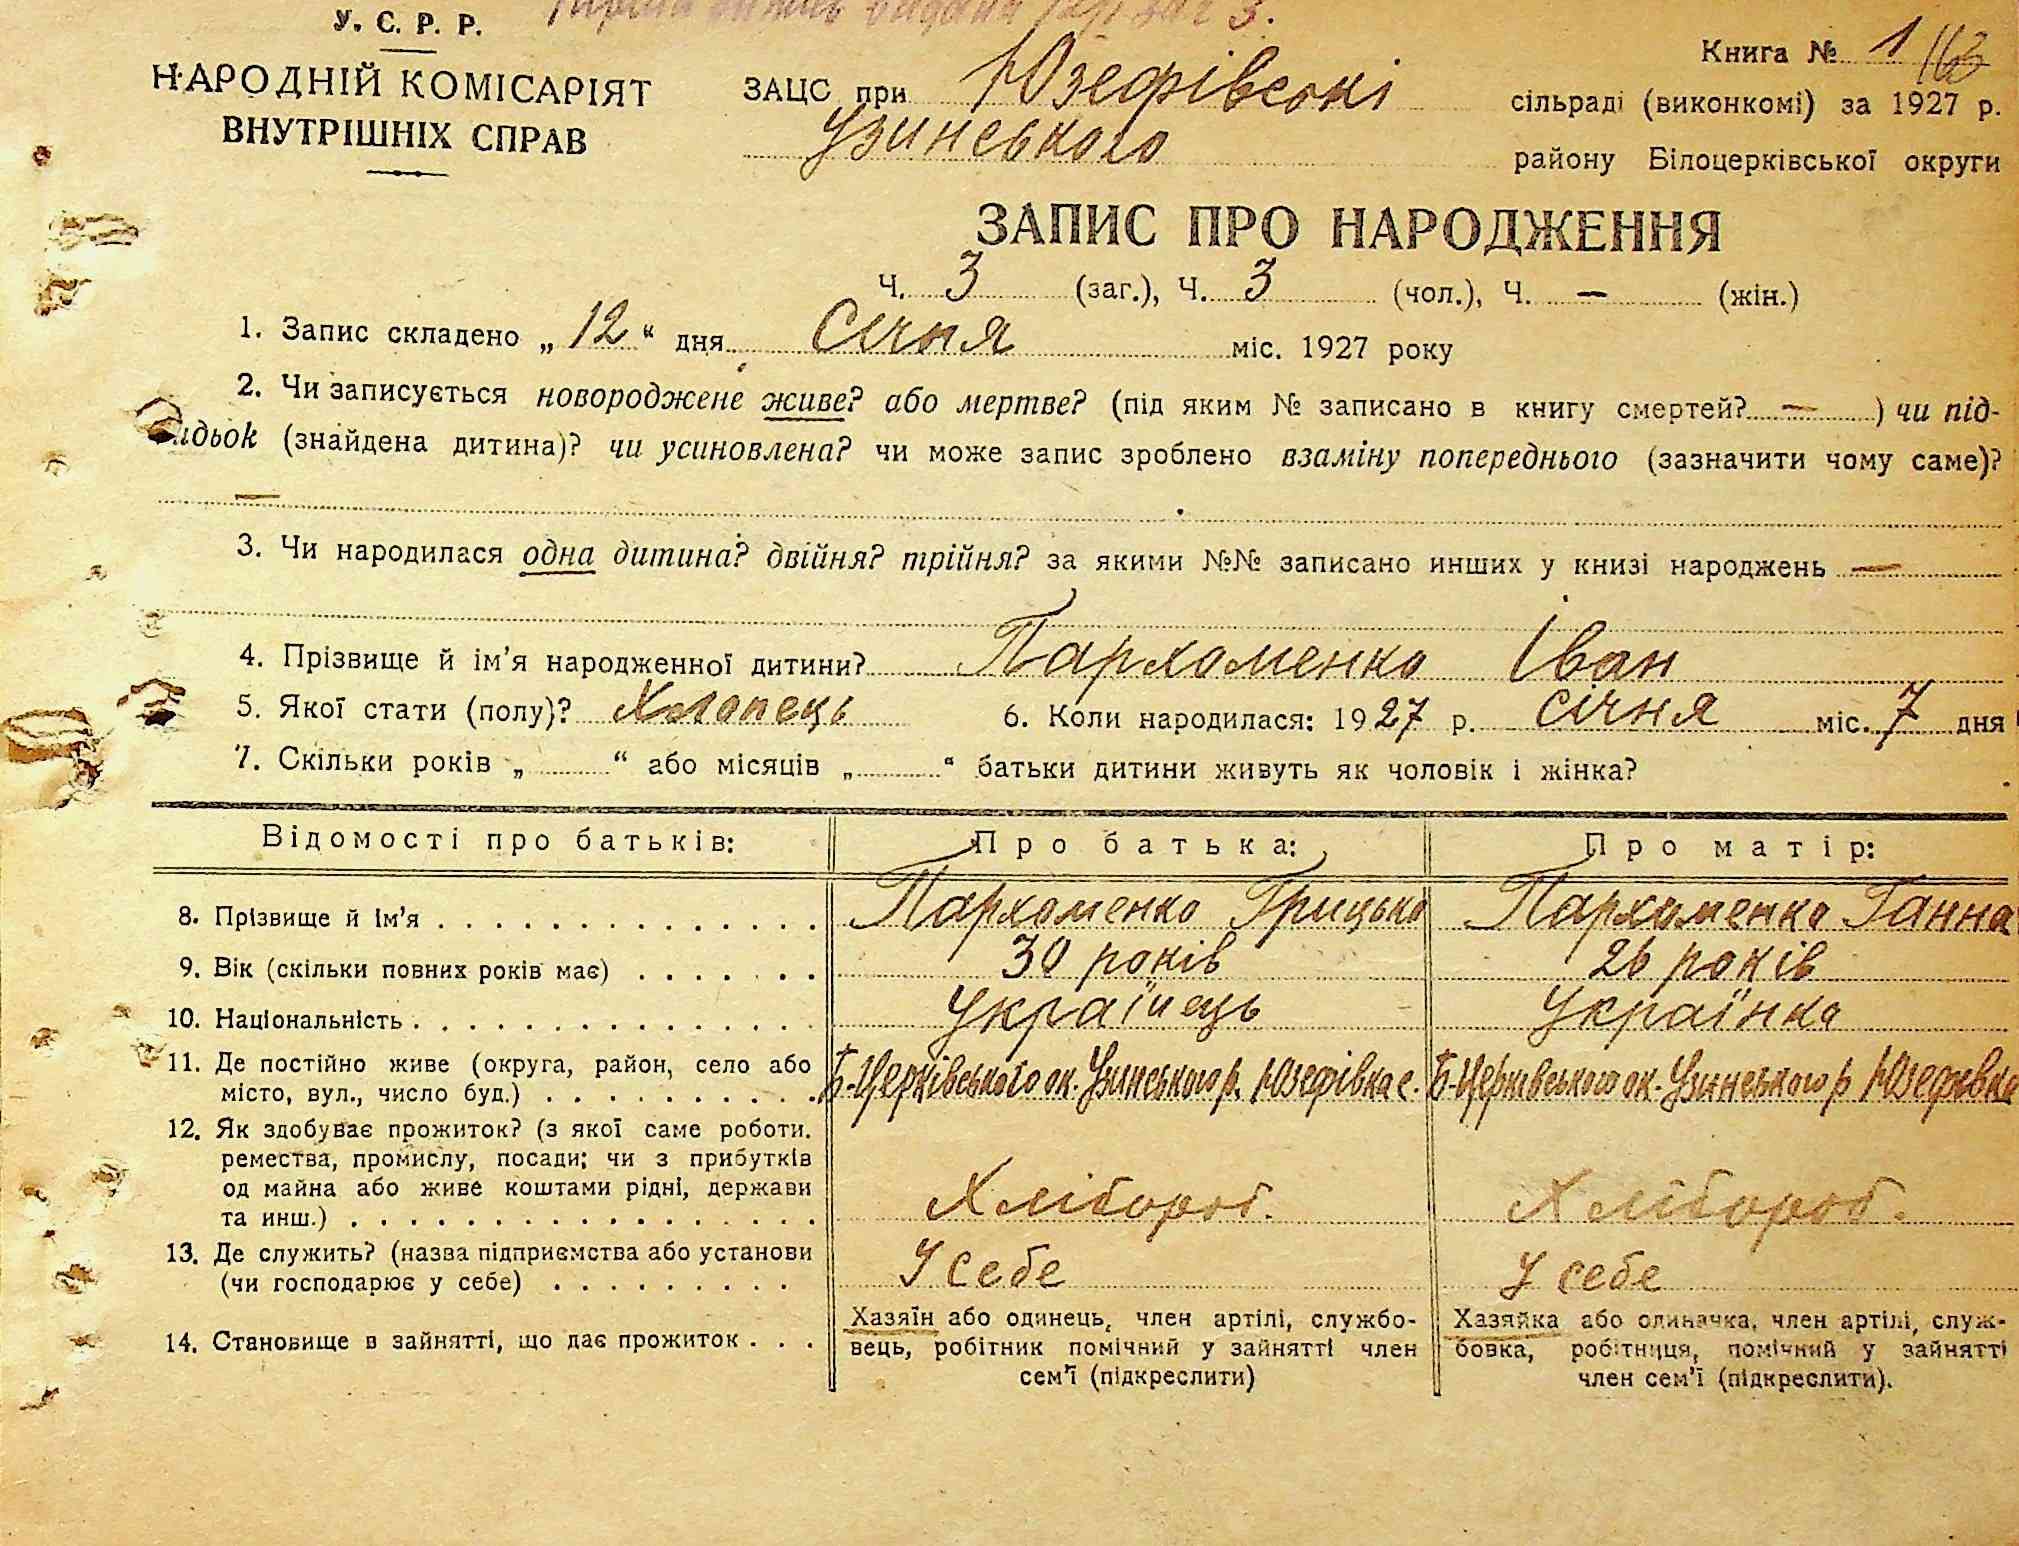 У. С. Р. Р.
НАРОДНІЙ КОМІСАРІЯТ
ВНУТРІШНІХ СПРАВ
Книга № 1
ЗАЦС при Юзефівські сільраді (виконкомі) за 1927 р.
Узинського району Білоцерківської округи
ЗАПИС ПРО НАРОДЖЕННЯ
Ч. 3 (заг.), Ч. 3 (чол.), Ч. — (жін.)
1. Запис складено „ 12 “ дня Січня міс. 1927 року
2. Чи записується новороджене живе? або мертве? (під яким № записано в книгу смертей? — ) чи під-
идьок (знайдена дитина)? чи усиновлена? чи може запис зроблено взаміну попереднього (зазначити чому саме)?
—
3. Чи народилася одна дитина? двійня? трійня? за якими №№ записано инших у книзі народжень —
4. Прізвище й ім’я народженної дитини? Пархоменко Іван
5. Якої стати (полу)? Хлопець 6. Коли народилася: 1927 р. січня міс. 7 дня
7. Скільки років „ “ або місяців „ “ батьки дитини живуть як чоловік і жінка?
Відомості про батьків: Про батька: Про матір:
8. Прізвище й ім’я Пархоменко Грицько Пархоменко Ганна
9. Вік (скільки повних років має) 30 років 26 років
10. Національність Українець Українка
11. Де постійно живе (округа, район, село або
місто, вул., число буд.) Б-Церківського ок. Узинського р. Юзефівка с. Б-Церківського ок. Узинського р Юзефівка
12. Як здобуває прожиток? (з якої саме роботи.
ремества, промислу, посади; чи з прибутків
од майна або живе коштами рідні, держави
та инш.) Хлібороб. Хлібороб.
13. Де служить? (назва підприємства або установи
(чи господарює у себе) У себе У себе
14. Становище в зайнятті, що дає прожиток
Хазяїн або одинець, член артілі, службо-
вець, робітник помічний у зайнятті член
сем’ї (підкреслити)
Хазяйка або одиначка, член артілі, служ-
бовка, робітниця, помічний у зайнятті
член сем’ї (підкреслити).